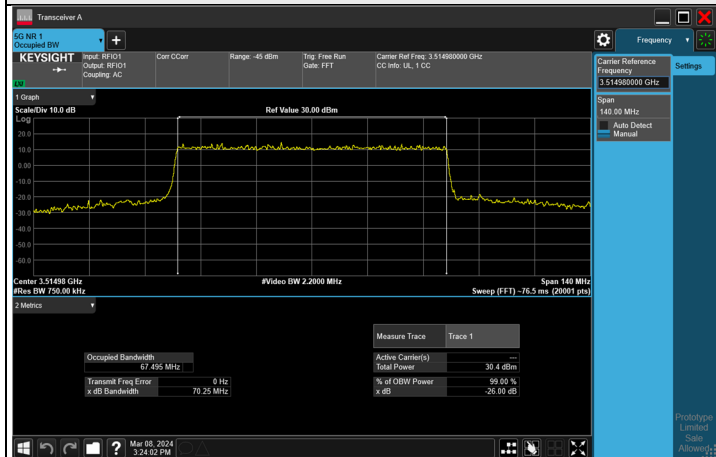 Transceiver A
5G NR 1
Occupied BW
Frequency
KEYSIGHT
Input: RFIO1
Output: RFIO1
Coupling: AC
Corr CCorr
Range: -45 dBm
Trig: Free Run
Gate: FFT
Carrier Ref Freq: 3.514980000 GHz
CC Info: UL, 1 CC
LXI
Carrier Reference
Frequency
3.514980000 GHz
Settings
Span
140.00 MHz
Auto Detect
Manual
1 Graph
Scale/Div 10.0 dB
Ref Value 30.00 dBm
Log
20.0
10.0
0.00
-10.0
-20.0
-30.0
-40.0
-50.0
-60.0
Center 3.51498 GHz
#Video BW 2.2000 MHz
Span 140 MHz
#Res BW 750.00 kHz
Sweep (FFT) ~76.5 ms (20001 pts)
2 Metrics
Measure Trace
Trace 1
Occupied Bandwidth
67.495 MHz
Active Carrier(s)
---
Total Power
30.4 dBm
Transmit Freq Error
0 Hz
x dB Bandwidth
70.25 MHz
% of OBW Power
99.00 %
x dB
-26.00 dB
Mar 08, 2024
3:24:02 PM
Prototype
Limited
Sale
Allowed